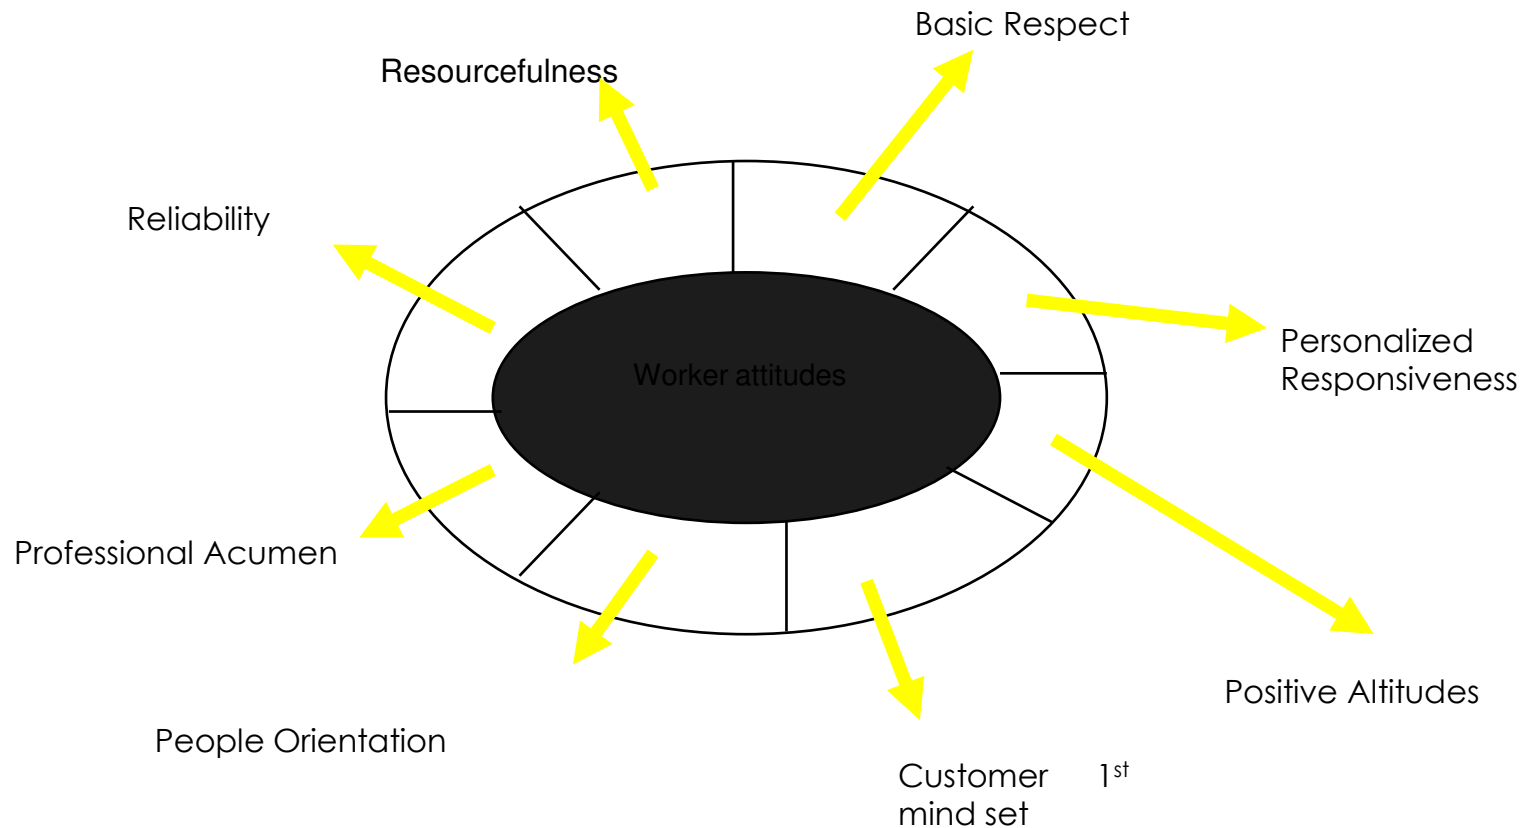 Basic Respect
Resourcefulness
Reliability
Personalized
Responsiveness
Worker attitudes
Professional Acumen
Positive Altitudes
People Orientation
Customer 1st
mind set